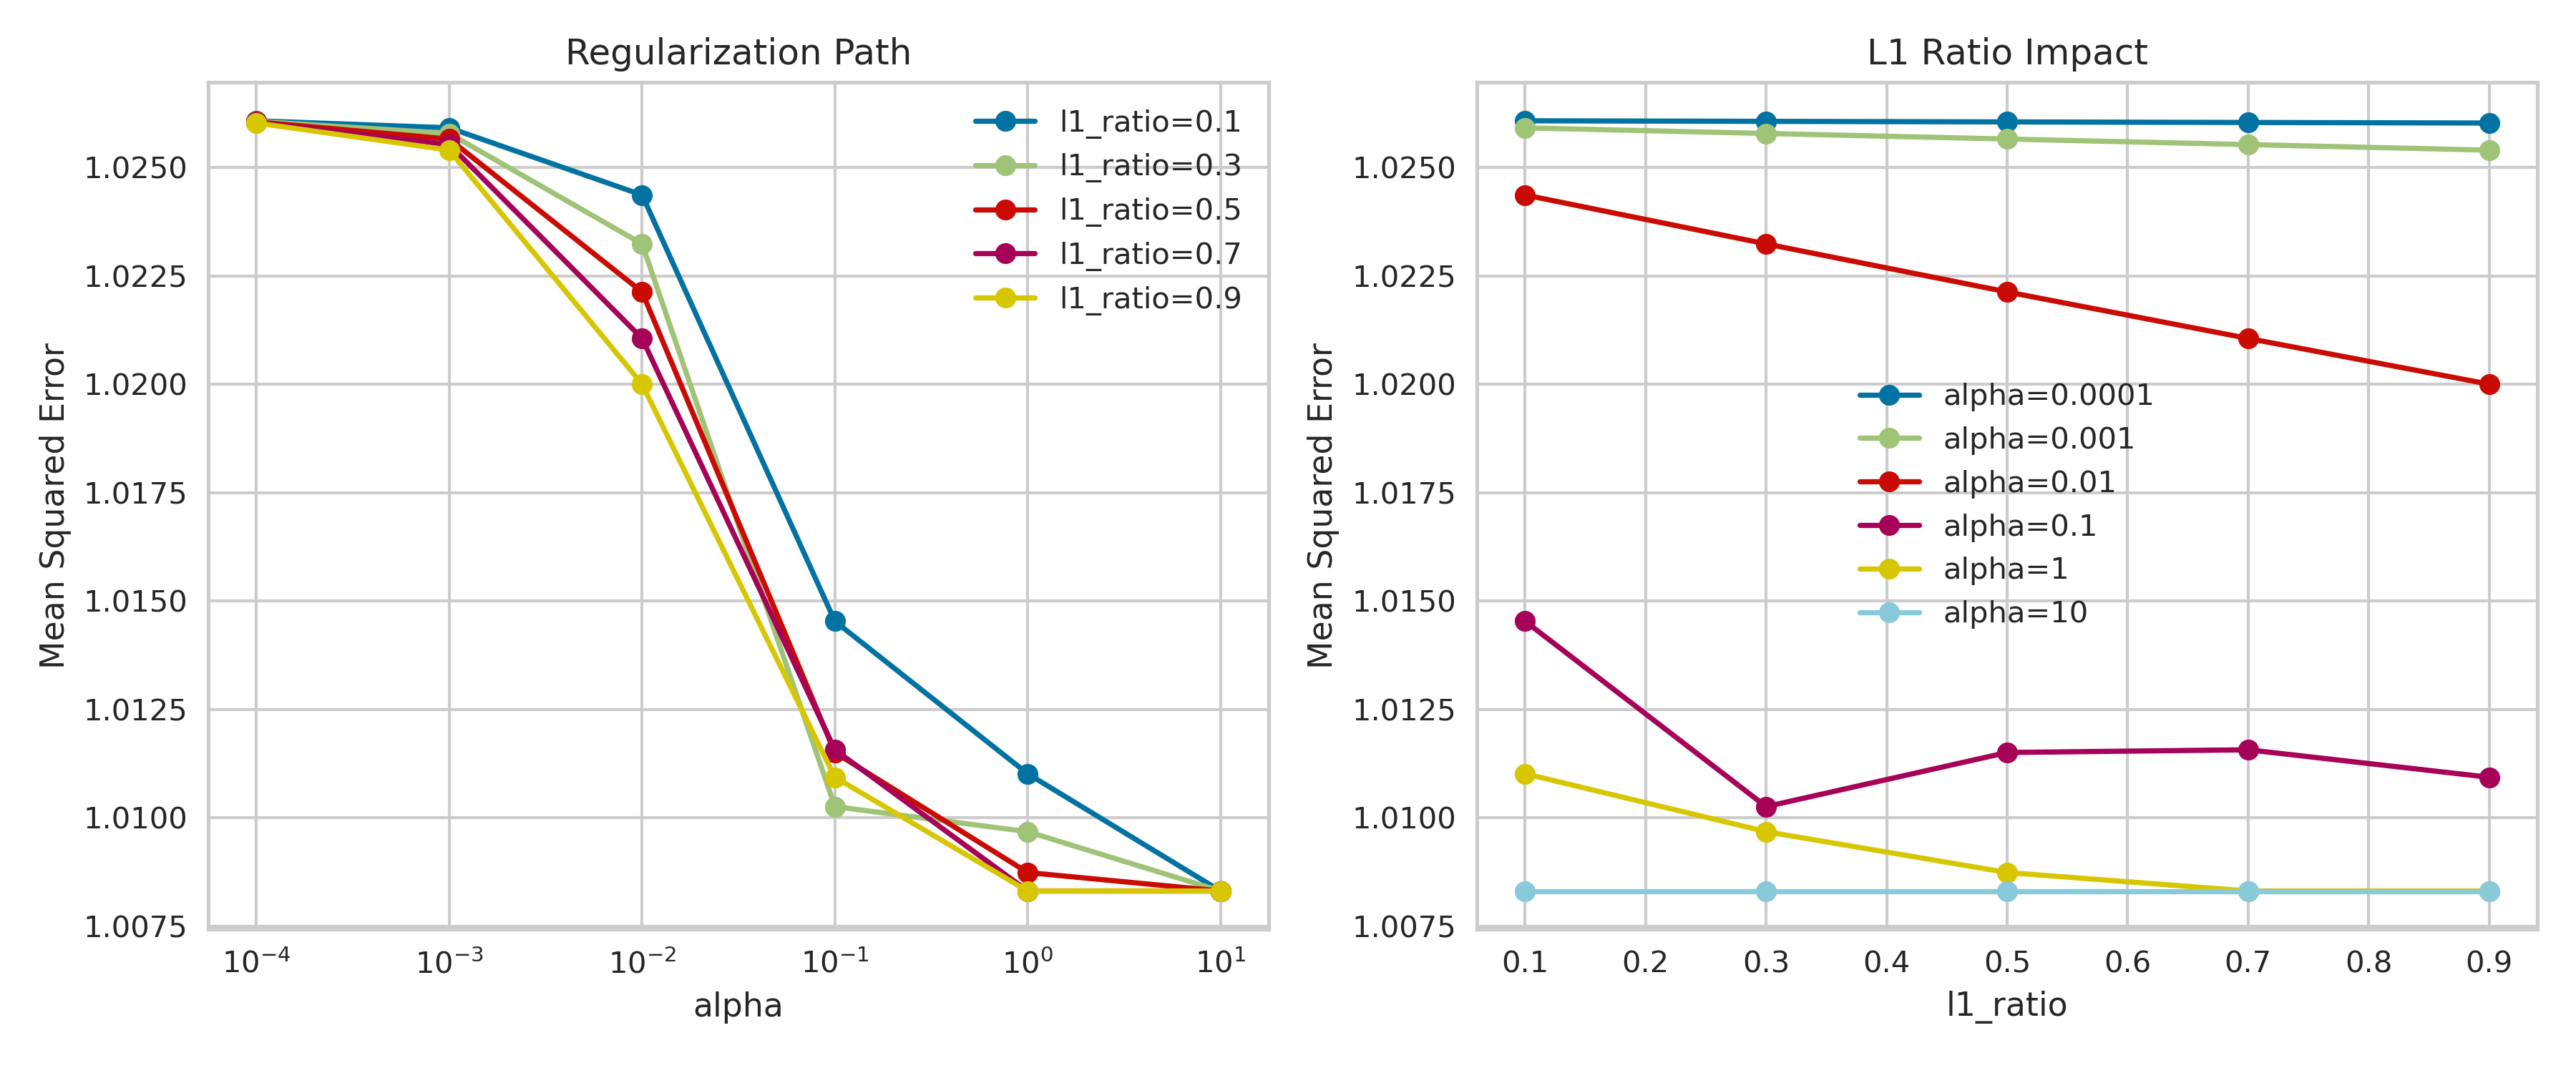 Regularization Path
Mean Squared Error
1.0250
1.0225
1.0200
1.0175
1.0150
1.0125
1.0100
1.0075
l1_ratio=0.1
l1_ratio=0.3
l1_ratio=0.5
l1_ratio=0.7
l1_ratio=0.9
10⁻⁴ 10⁻³ 10⁻² 10⁻¹ 10⁰ 10¹
alpha
L1 Ratio Impact
Mean Squared Error
1.0250
1.0225
1.0200
1.0175
1.0150
1.0125
1.0100
1.0075
alpha=0.0001
alpha=0.001
alpha=0.01
alpha=0.1
alpha=1
alpha=10
0.1 0.2 0.3 0.4 0.5 0.6 0.7 0.8 0.9
l1_ratio